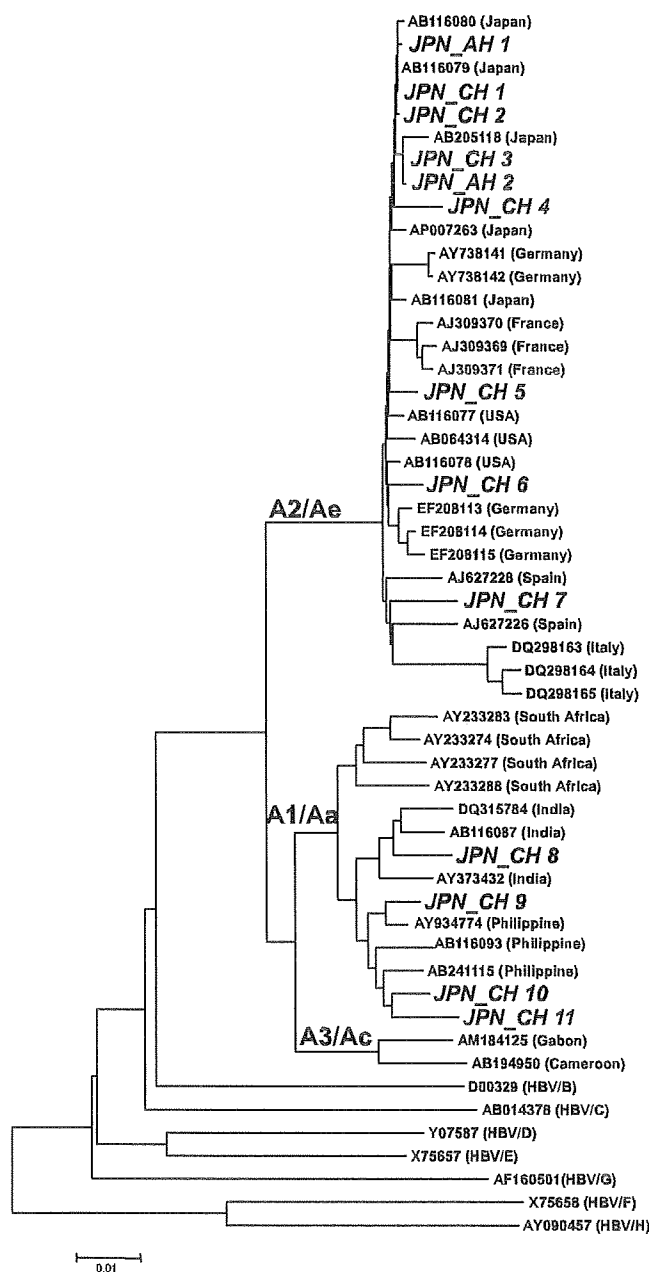 AB116080 (Japan)
JPN_AH 1
AB116079 (Japan)
JPN_CH 1
JPN_CH 2
AB205118 (Japan)
JPN_CH 3
JPN_AH 2
JPN_CH 4
AP007263 (Japan)
AY738141 (Germany)
AY738142 (Germany)
AB116081 (Japan)
AJ309370 (France)
AJ309369 (France)
AJ309371 (France)
JPN_CH 5
AB116077 (USA)
AB064314 (USA)
AB116078 (USA)
JPN_CH 6
A2/Ae
EF208113 (Germany)
EF208114 (Germany)
EF208115 (Germany)
AJ627228 (Spain)
JPN_CH 7
AJ627226 (Spain)
DQ298163 (Italy)
DQ298164 (Italy)
DQ298165 (Italy)
AY233283 (South Africa)
AY233274 (South Africa)
AY233277 (South Africa)
AY233288 (South Africa)
A1/Aa
DQ315784 (India)
AB116087 (India)
JPN_CH 8
AY373432 (India)
JPN_CH 9
AY934774 (Philippine)
AB116093 (Philippine)
AB241115 (Philippine)
JPN_CH 10
JPN_CH 11
A3/Ac
AM184125 (Gabon)
AB194950 (Cameroon)
D00329 (HBV/B)
AB014378 (HBV/C)
Y07587 (HBV/D)
X75657 (HBV/E)
AF160501(HBV/G)
X75658 (HBV/F)
AY090457 (HBV/H)
0.01